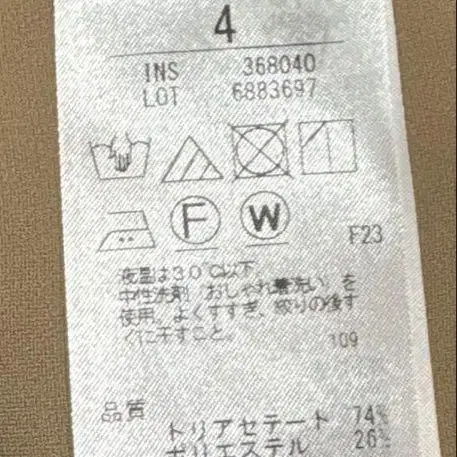 4
INS 368040
LOT 6883697
F W
F23
液温は30℃以下、
中性洗剤(おしゃれ着洗い)を
使用、よくすすぎ、絞りの後す
ぐに干すこと。
109
品質
トリアセテート 74%
ポリエステル 26%